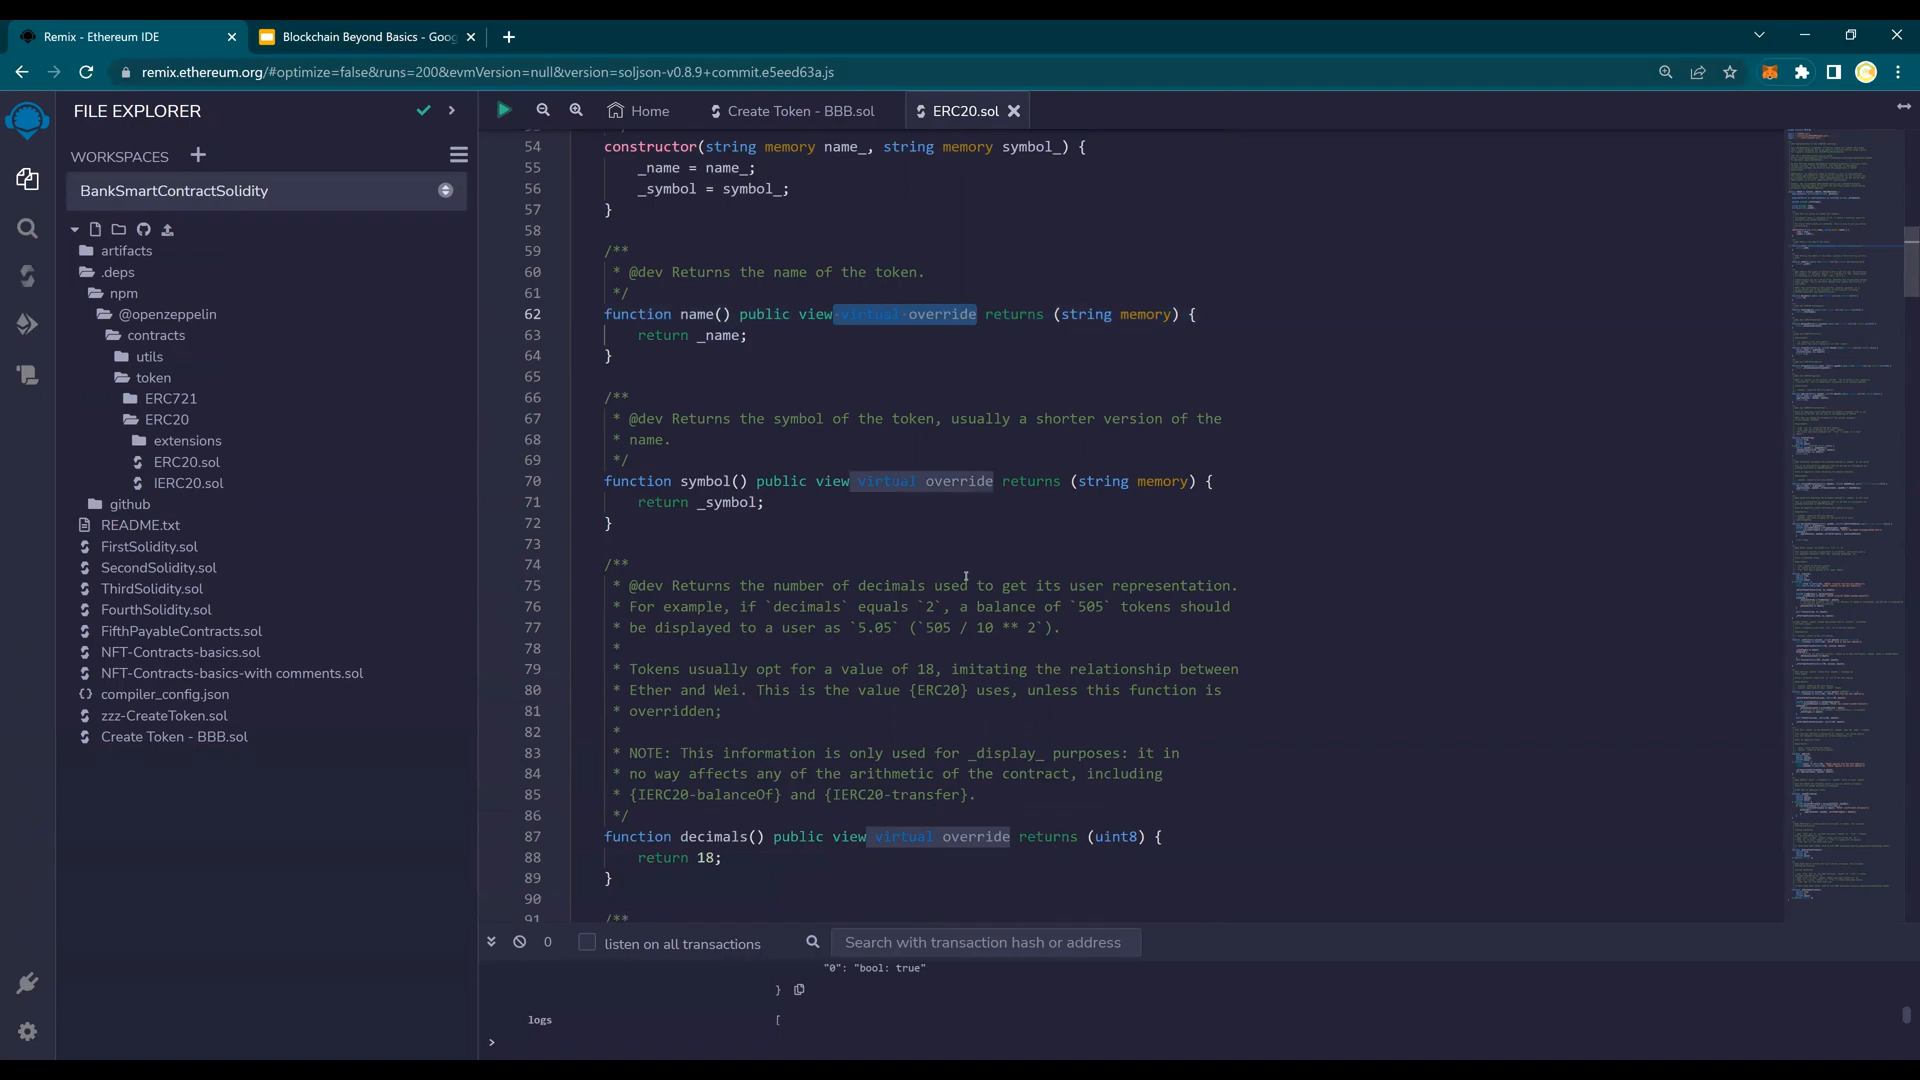 Remix - Ethereum IDE
Blockchain Beyond Basics - Goog
remix.ethereum.org/#optimize=false&runs=200&evmVersion=null&version=soljson-v0.8.9+commit.e5eed63a.js
FILE EXPLORER
Home
Create Token - BBB.sol
ERC20.sol
WORKSPACES
BankSmartContractSolidity
artifacts
.deps
npm
@openzeppelin
contracts
utils
token
ERC721
ERC20
extensions
ERC20.sol
IERC20.sol
github
README.txt
FirstSolidity.sol
SecondSolidity.sol
ThirdSolidity.sol
FourthSolidity.sol
FifthPayableContracts.sol
NFT-Contracts-basics.sol
NFT-Contracts-basics-with comments.sol
compiler_config.json
zzz-CreateToken.sol
Create Token - BBB.sol
54 constructor(string memory name_, string memory symbol_) {
55 _name = name_;
56 _symbol = symbol_;
57 }
58
59 /**
60 * @dev Returns the name of the token.
61 */
62 function name() public view virtual override returns (string memory) {
63 return _name;
64 }
65
66 /**
67 * @dev Returns the symbol of the token, usually a shorter version of the
68 * name.
69 */
70 function symbol() public view virtual override returns (string memory) {
71 return _symbol;
72 }
73
74 /**
75 * @dev Returns the number of decimals used to get its user representation.
76 * For example, if `decimals` equals `2`, a balance of `505` tokens should
77 * be displayed to a user as `5.05` (`505 / 10 ** 2`).
78 *
79 * Tokens usually opt for a value of 18, imitating the relationship between
80 * Ether and Wei. This is the value {ERC20} uses, unless this function is
81 * overridden;
82 *
83 * NOTE: This information is only used for _display_ purposes: it in
84 * no way affects any of the arithmetic of the contract, including
85 * {IERC20-balanceOf} and {IERC20-transfer}.
86 */
87 function decimals() public view virtual override returns (uint8) {
88 return 18;
89 }
90
91 /**
0
listen on all transactions
Search with transaction hash or address
"0": "bool: true"
}
logs [
>